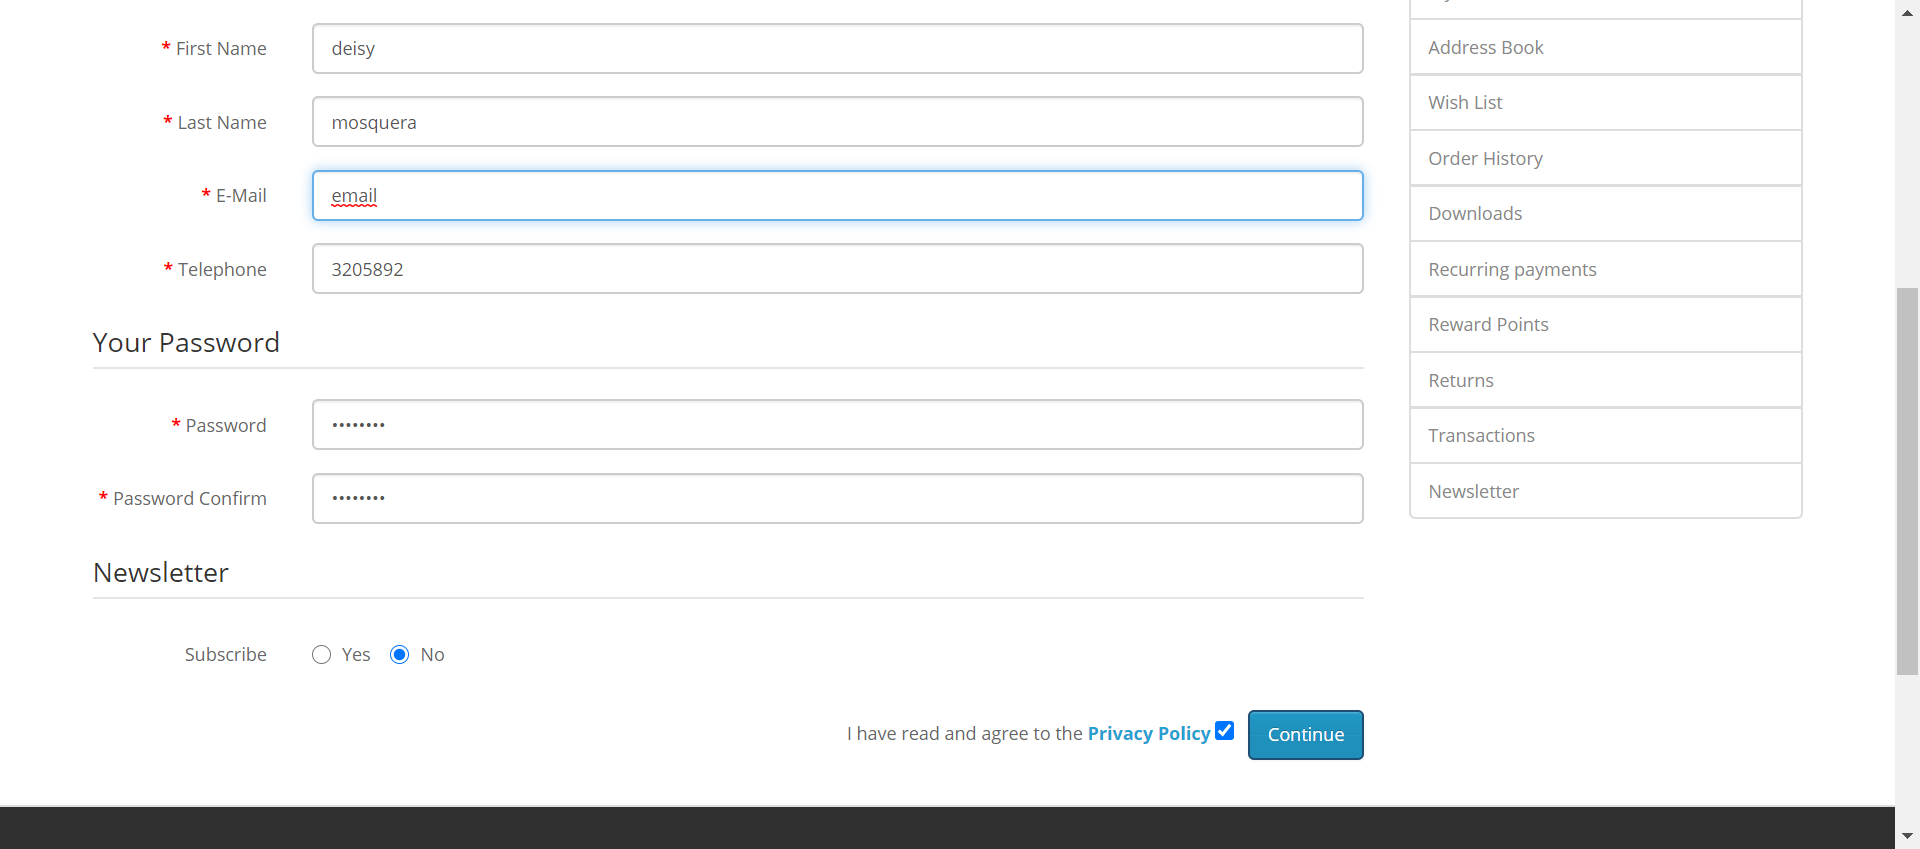 * First Name
deisy
* Last Name
mosquera
* E-Mail
email
* Telephone
3205892
Your Password
* Password
••••••••
* Password Confirm
••••••••
Newsletter
Subscribe
Yes
No
I have read and agree to the Privacy Policy
Continue
Address Book
Wish List
Order History
Downloads
Recurring payments
Reward Points
Returns
Transactions
Newsletter